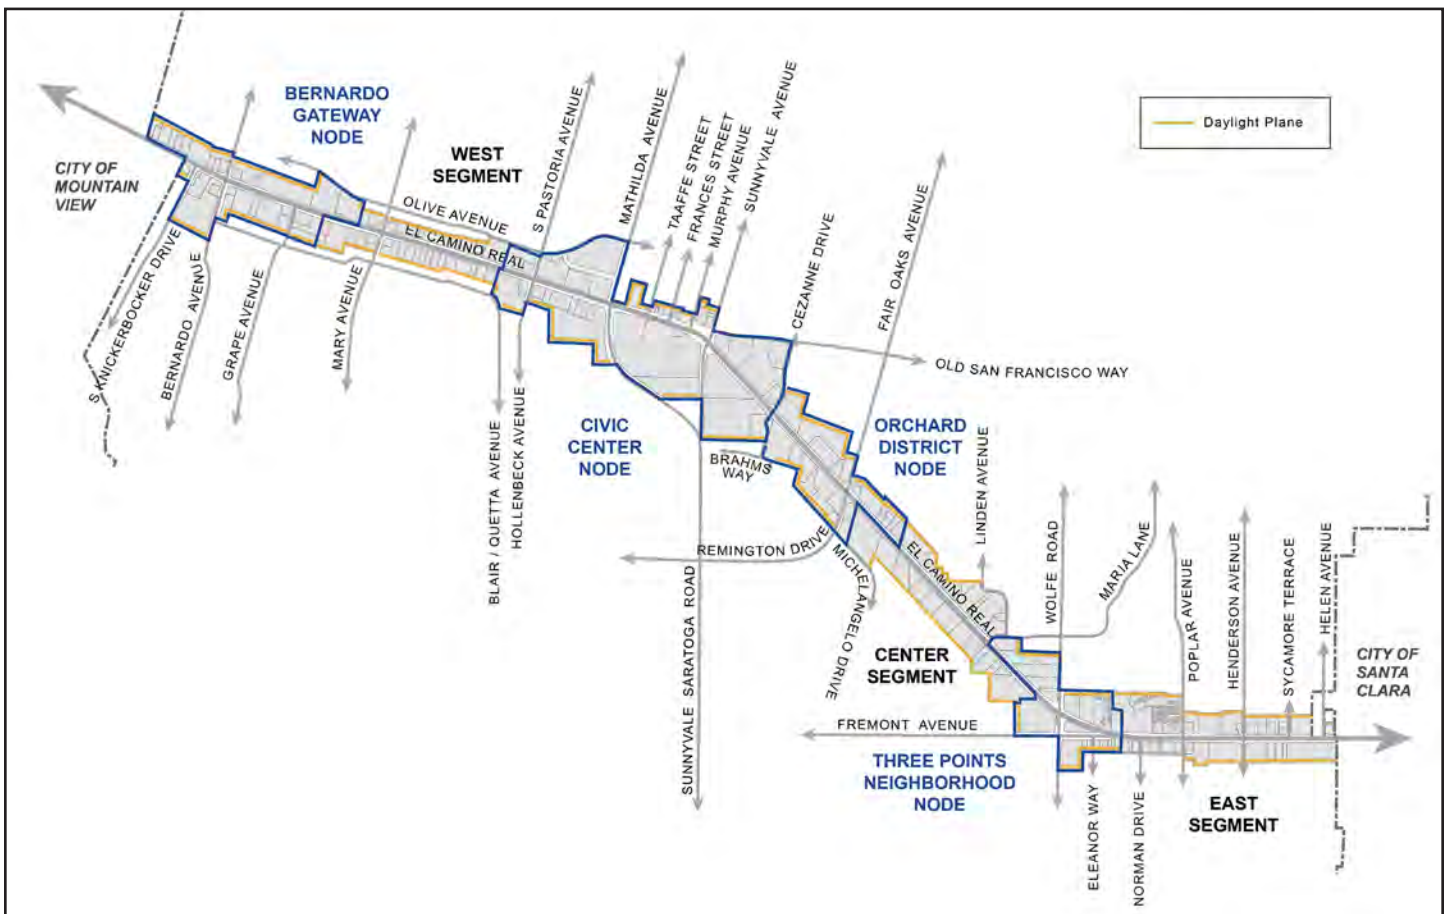 BERNARDO
GATEWAY
NODE
WEST
SEGMENT
S PASTORIA AVENUE
MATHILDA AVENUE
TAAFFE STREET
FRANCES STREET
MURPHY AVENUE
SUNNYVALE AVENUE
Daylight Plane
CITY OF
MOUNTAIN
VIEW
OLIVE AVENUE
EL CAMINO REAL
CEZANNE DRIVE
FAIR OAKS AVENUE
S KNICKERBOCKER DRIVE
BERNARDO AVENUE
GRAPE AVENUE
MARY AVENUE
OLD SAN FRANCISCO WAY
BLAIR / QUETTA AVENUE
HOLLENBECK AVENUE
CIVIC
CENTER
NODE
BRAHMS
WAY
ORCHARD
DISTRICT
NODE
LINDEN AVENUE
REMINGTON DRIVE
MICHELANGELO DRIVE
EL CAMINO REAL
WOLFE ROAD
MARIA LANE
POPLAR AVENUE
HENDERSON AVENUE
SYCAMORE TERRACE
HELEN AVENUE
SUNNYVALE SARATOGA ROAD
CENTER
SEGMENT
CITY OF
SANTA
CLARA
FREMONT AVENUE
THREE POINTS
NEIGHBORHOOD
NODE
ELEANOR WAY
NORMAN DRIVE
EAST
SEGMENT